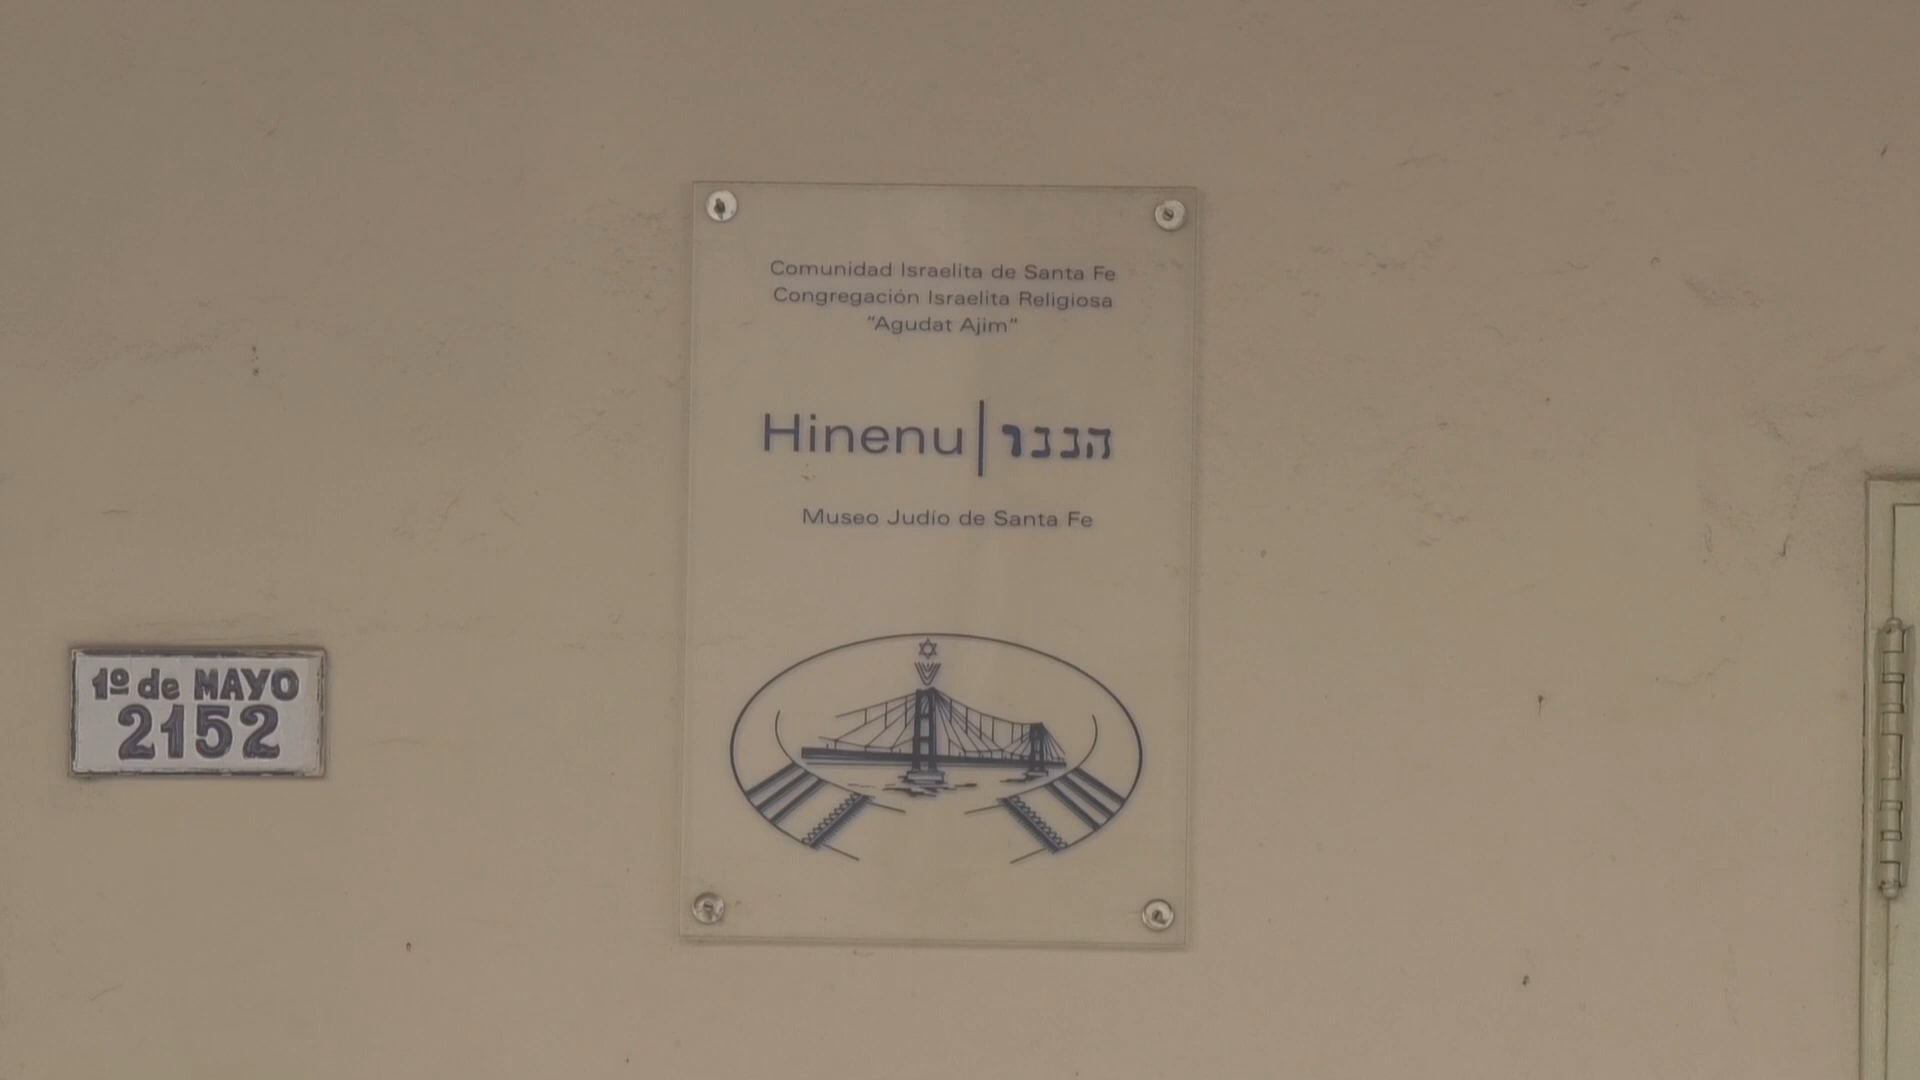 Comunidad Israelita de Santa Fe
Congregación Israelita Religiosa
"Agudat Ajim"
Hinenu | הננו
Museo Judío de Santa Fe
1º de MAYO
2152